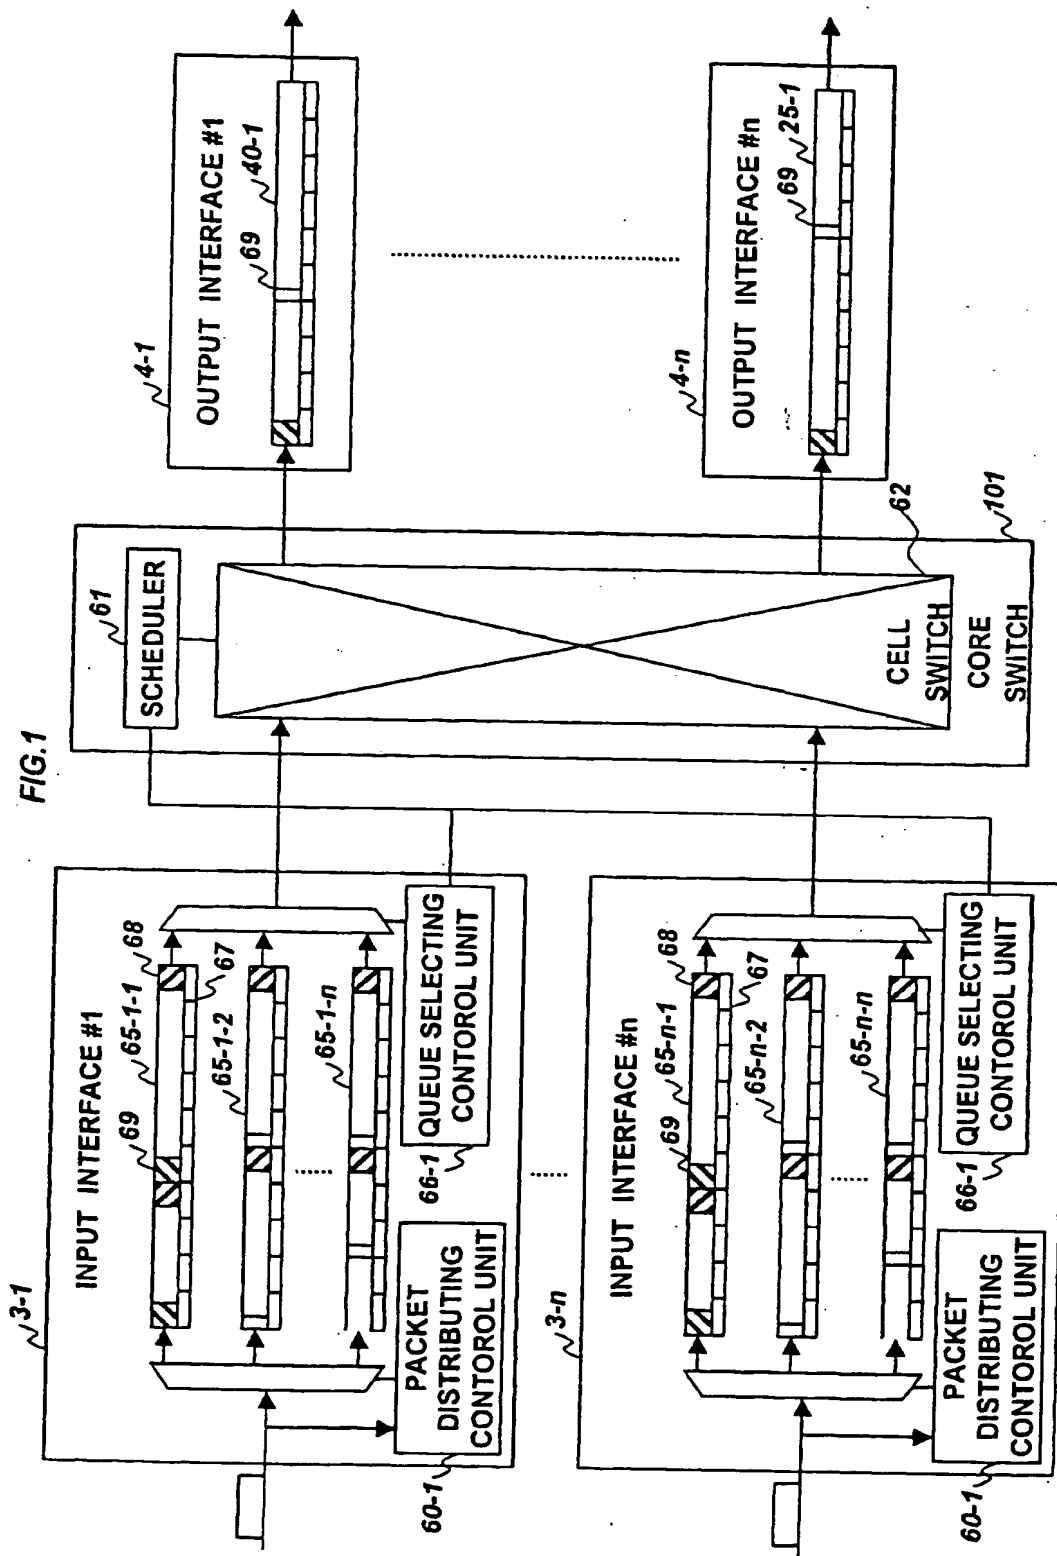 FIG.1
3-1
INPUT INTERFACE #1
69
65-1-1
68
65-1-2
67
65-1-n
PACKET
DISTRIBUTING
CONTOROL UNIT
60-1
QUEUE SELECTING
CONTOROL UNIT
66-1
3-n
INPUT INTERFACE #n
69
65-n-1
68
65-n-2
67
65-n-n
PACKET
DISTRIBUTING
CONTOROL UNIT
60-1
QUEUE SELECTING
CONTOROL UNIT
66-1
61
SCHEDULER
CELL
SWITCH
62
CORE
SWITCH
101
4-1
OUTPUT INTERFACE #1
69
40-1
4-n
OUTPUT INTERFACE #n
69
25-1